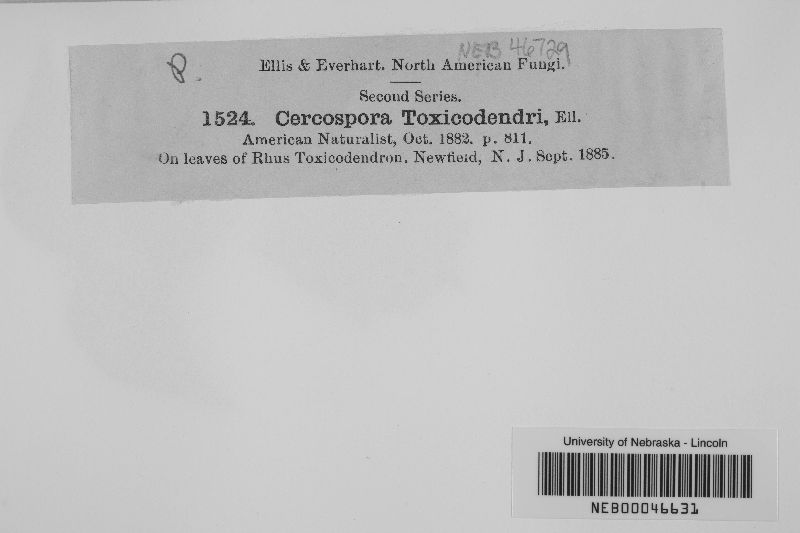 NEB 46729
P.
Ellis & Everhart. North American Fungi.
Second Series.
1524. Cercospora Toxicodendri, Ell.
American Naturalist, Oct. 1882. p. 811.
On leaves of Rhus Toxicodendron. Newfield, N. J. Sept. 1885.
University of Nebraska - Lincoln
NEB00046631